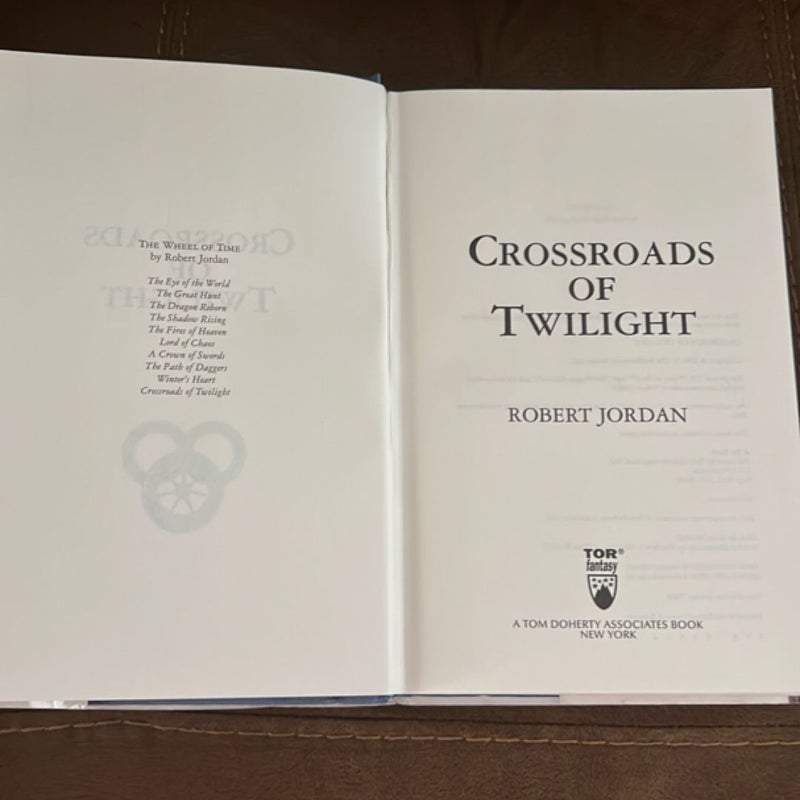 THE WHEEL OF TIME
by Robert Jordan
The Eye of the World
The Great Hunt
The Dragon Reborn
The Shadow Rising
The Fires of Heaven
Lord of Chaos
A Crown of Swords
The Path of Daggers
Winter's Heart
Crossroads of Twilight
CROSSROADS
OF
TWILIGHT
ROBERT JORDAN
TOR®
fantasy
A TOM DOHERTY ASSOCIATES BOOK
NEW YORK